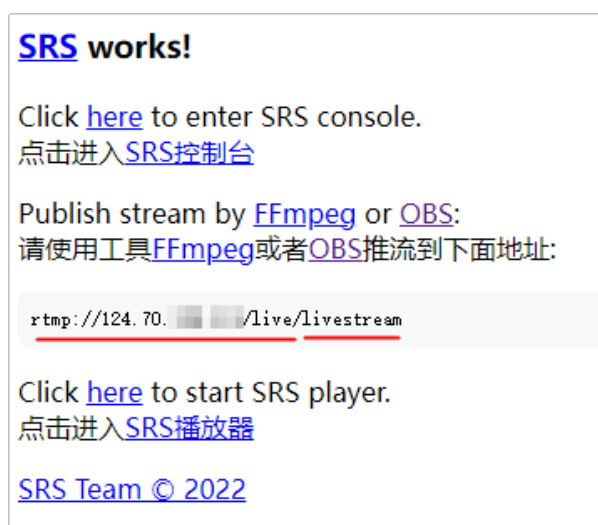 SRS works!
Click here to enter SRS console.
点击进入SRS控制台
Publish stream by FFmpeg or OBS:
请使用工具FFmpeg或者OBS推流到下面地址:
rtmp://124.70. /live/livestream
Click here to start SRS player.
点击进入SRS播放器
SRS Team © 2022